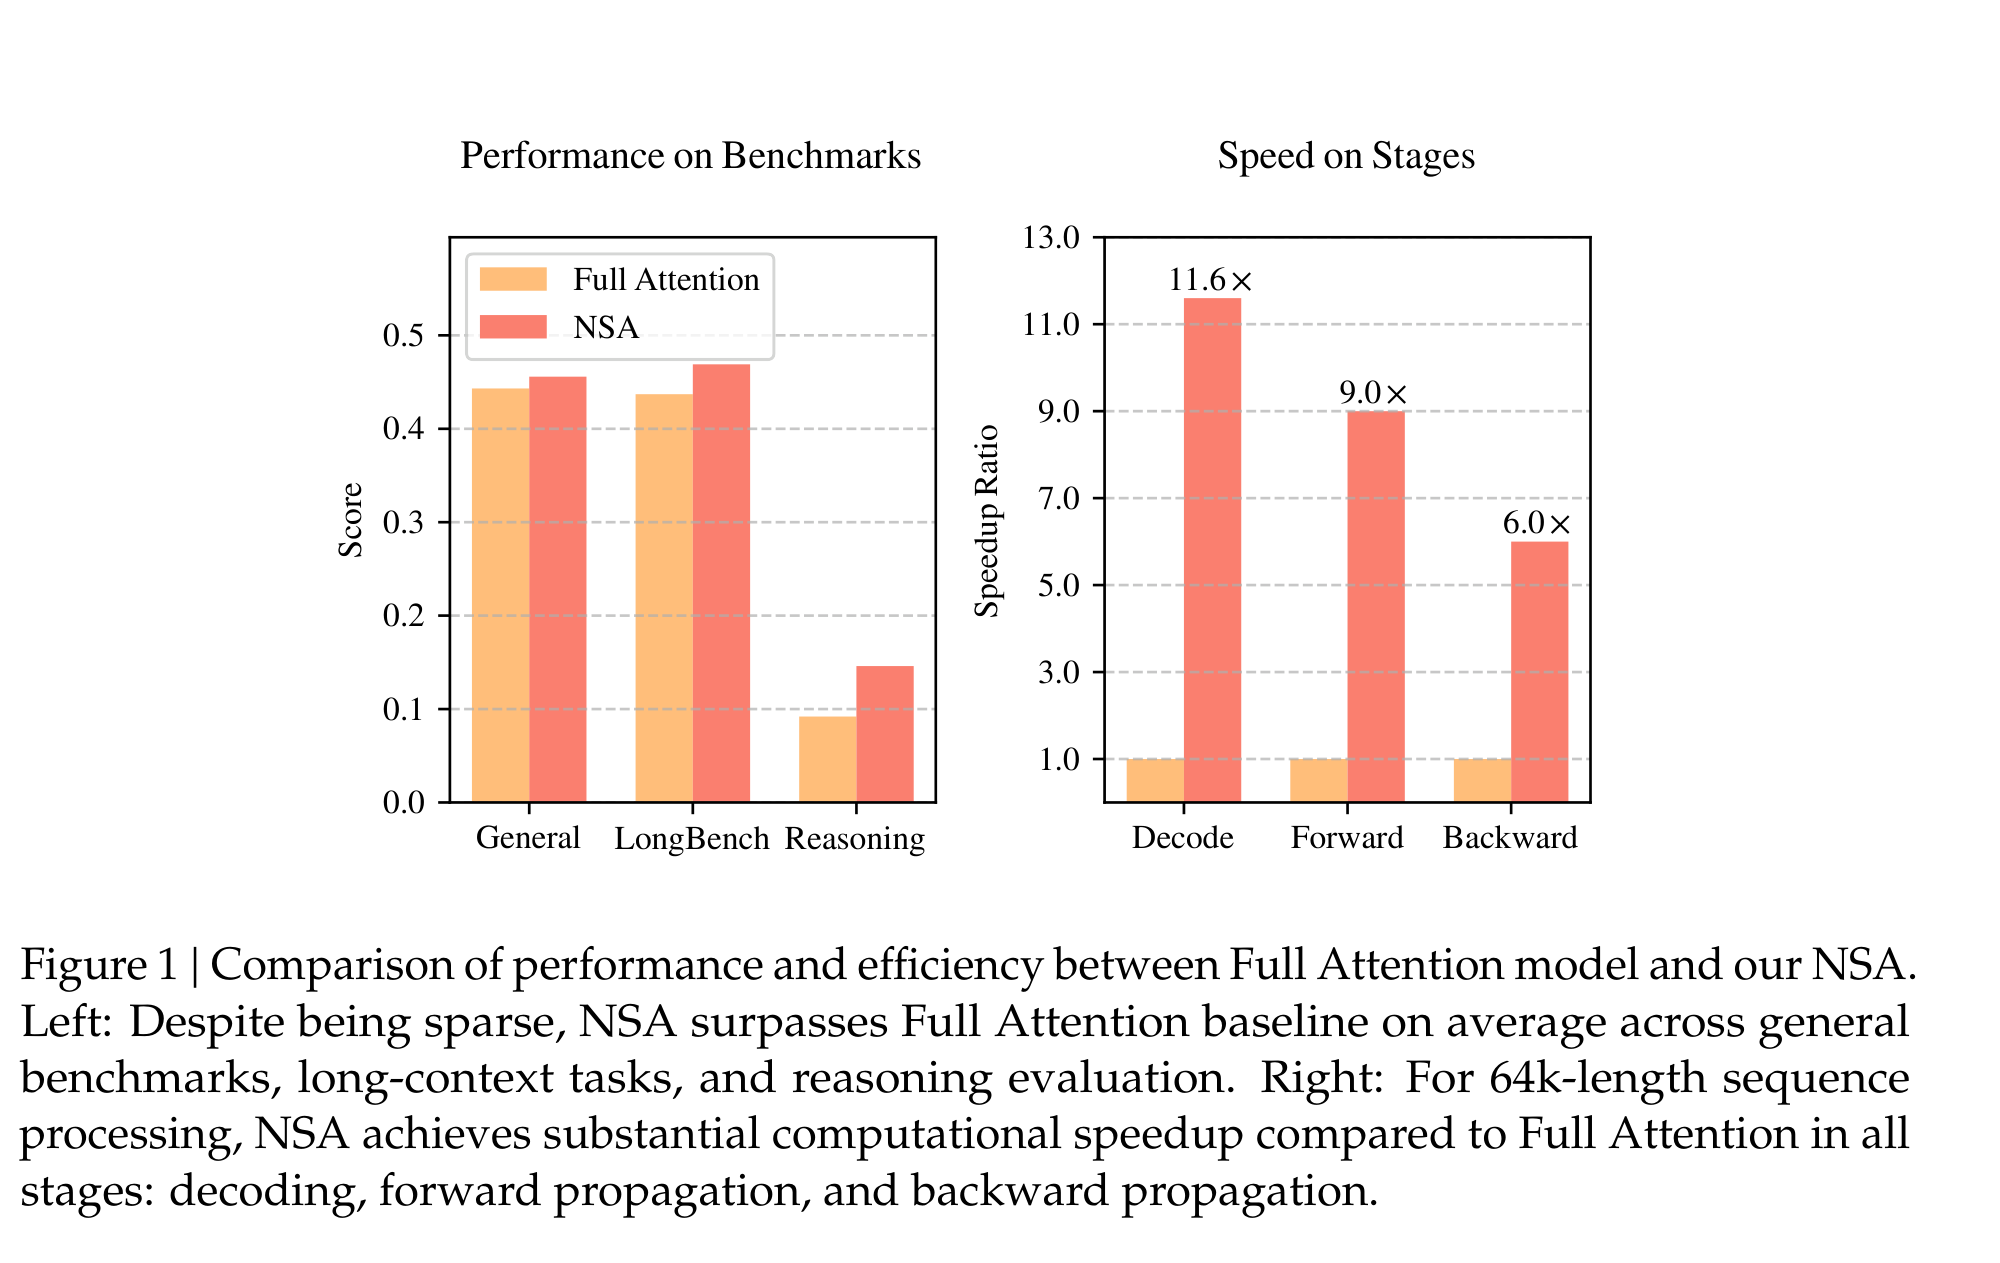 Performance on Benchmarks
Full Attention
NSA
0.5
0.4
0.3
0.2
0.1
0.0
Score
General LongBench Reasoning
Speed on Stages
13.0
11.0
9.0
7.0
5.0
3.0
1.0
Speedup Ratio
11.6×
9.0×
6.0×
Decode Forward Backward
Figure 1 | Comparison of performance and efficiency between Full Attention model and our NSA.
Left: Despite being sparse, NSA surpasses Full Attention baseline on average across general
benchmarks, long-context tasks, and reasoning evaluation. Right: For 64k-length sequence
processing, NSA achieves substantial computational speedup compared to Full Attention in all
stages: decoding, forward propagation, and backward propagation.